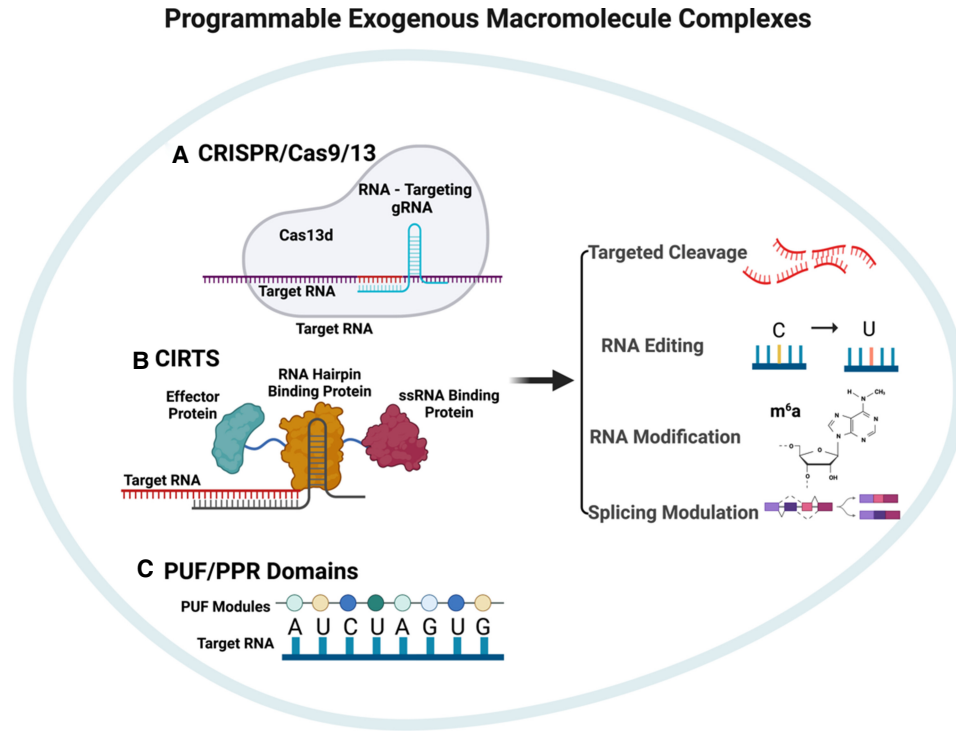 Programmable Exogenous Macromolecule Complexes
A CRISPR/Cas9/13
RNA - Targeting
gRNA
Cas13d
Target RNA
Target RNA
B CIRTS
Effector
Protein
RNA Hairpin
Binding Protein
ssRNA Binding
Protein
Target RNA
C PUF/PPR Domains
PUF Modules
A U C U A G U G
Target RNA
Targeted Cleavage
RNA Editing
C U
RNA Modification
m⁶a
H N CH₃
N N
N N
O O
O OH
Splicing Modulation